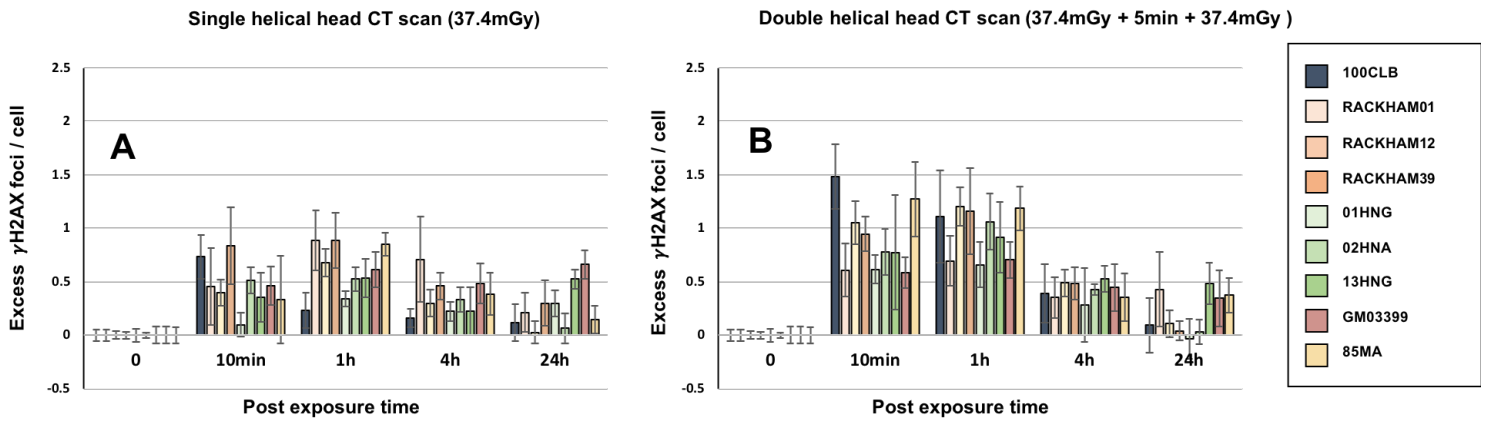 Single helical head CT scan (37.4mGy)
Excess γH2AX foci / cell
2.5
2
1.5
1
0.5
0
-0.5
A
0 10min 1h 4h 24h
Post exposure time
Double helical head CT scan (37.4mGy + 5min + 37.4mGy )
Excess γH2AX foci / cell
2.5
2
1.5
1
0.5
0
-0.5
B
0 10min 1h 4h 24h
Post exposure time
100CLB
RACKHAM01
RACKHAM12
RACKHAM39
01HNG
02HNA
13HNG
GM03399
85MA